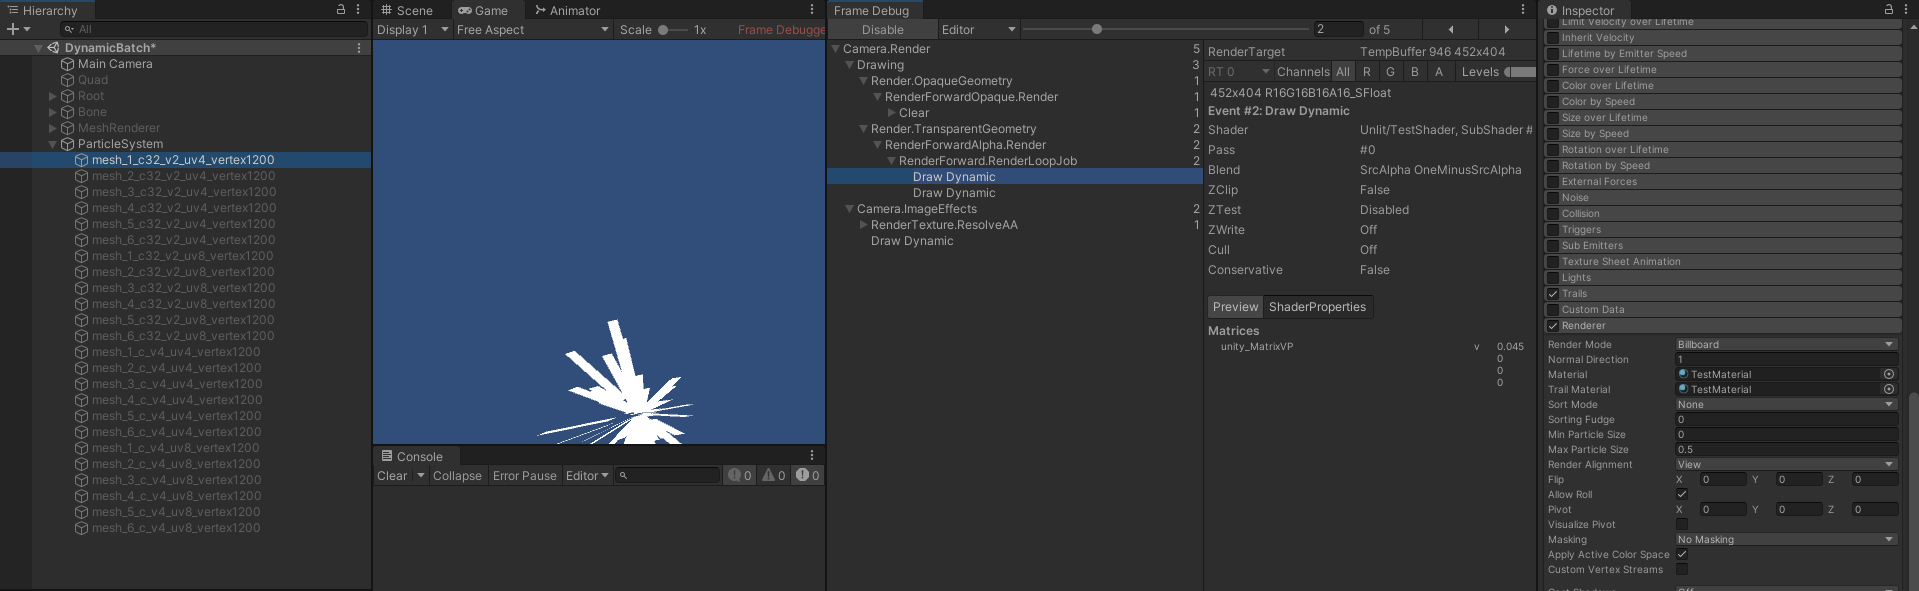 Hierarchy
All
DynamicBatch*
Main Camera
Quad
Root
Bone
MeshRenderer
ParticleSystem
mesh_1_c32_v2_uv4_vertex1200
mesh_2_c32_v2_uv4_vertex1200
mesh_3_c32_v2_uv4_vertex1200
mesh_4_c32_v2_uv4_vertex1200
mesh_5_c32_v2_uv4_vertex1200
mesh_6_c32_v2_uv4_vertex1200
mesh_1_c32_v2_uv8_vertex1200
mesh_2_c32_v2_uv8_vertex1200
mesh_3_c32_v2_uv8_vertex1200
mesh_4_c32_v2_uv8_vertex1200
mesh_5_c32_v2_uv8_vertex1200
mesh_6_c32_v2_uv8_vertex1200
mesh_1_c_v4_uv4_vertex1200
mesh_2_c_v4_uv4_vertex1200
mesh_3_c_v4_uv4_vertex1200
mesh_4_c_v4_uv4_vertex1200
mesh_5_c_v4_uv4_vertex1200
mesh_6_c_v4_uv4_vertex1200
mesh_1_c_v4_uv8_vertex1200
mesh_2_c_v4_uv8_vertex1200
mesh_3_c_v4_uv8_vertex1200
mesh_4_c_v4_uv8_vertex1200
mesh_5_c_v4_uv8_vertex1200
mesh_6_c_v4_uv8_vertex1200
Scene Game Animator
Display 1 Free Aspect Scale 1x Frame Debugge
Console
Clear Collapse Error Pause Editor 0 0 0
Frame Debug
Disable Editor 2 of 5
Camera.Render 5
Drawing 3
Render.OpaqueGeometry 1
RenderForwardOpaque.Render 1
Clear 1
Render.TransparentGeometry 2
RenderForwardAlpha.Render 2
RenderForward.RenderLoopJob 2
Draw Dynamic
Draw Dynamic
Camera.ImageEffects 2
RenderTexture.ResolveAA 1
Draw Dynamic
RenderTarget TempBuffer 946 452x404
RT 0 Channels All R G B A Levels
452x404 R16G16B16A16_SFloat
Event #2: Draw Dynamic
Shader Unlit/TestShader, SubShader #
Pass #0
Blend SrcAlpha OneMinusSrcAlpha
ZClip False
ZTest Disabled
ZWrite Off
Cull Off
Conservative False
Preview ShaderProperties
Matrices
unity_MatrixVP v 0.045
0
0
0
Inspector
Limit Velocity over Lifetime
Inherit Velocity
Lifetime by Emitter Speed
Force over Lifetime
Color over Lifetime
Color by Speed
Size over Lifetime
Size by Speed
Rotation over Lifetime
Rotation by Speed
External Forces
Noise
Collision
Triggers
Sub Emitters
Texture Sheet Animation
Lights
Trails
Custom Data
Renderer
Render Mode Billboard
Normal Direction 1
Material TestMaterial
Trail Material TestMaterial
Sort Mode None
Sorting Fudge 0
Min Particle Size 0
Max Particle Size 0.5
Render Alignment View
Flip X 0 Y 0 Z 0
Allow Roll
Pivot X 0 Y 0 Z 0
Visualize Pivot
Masking No Masking
Apply Active Color Space
Custom Vertex Streams